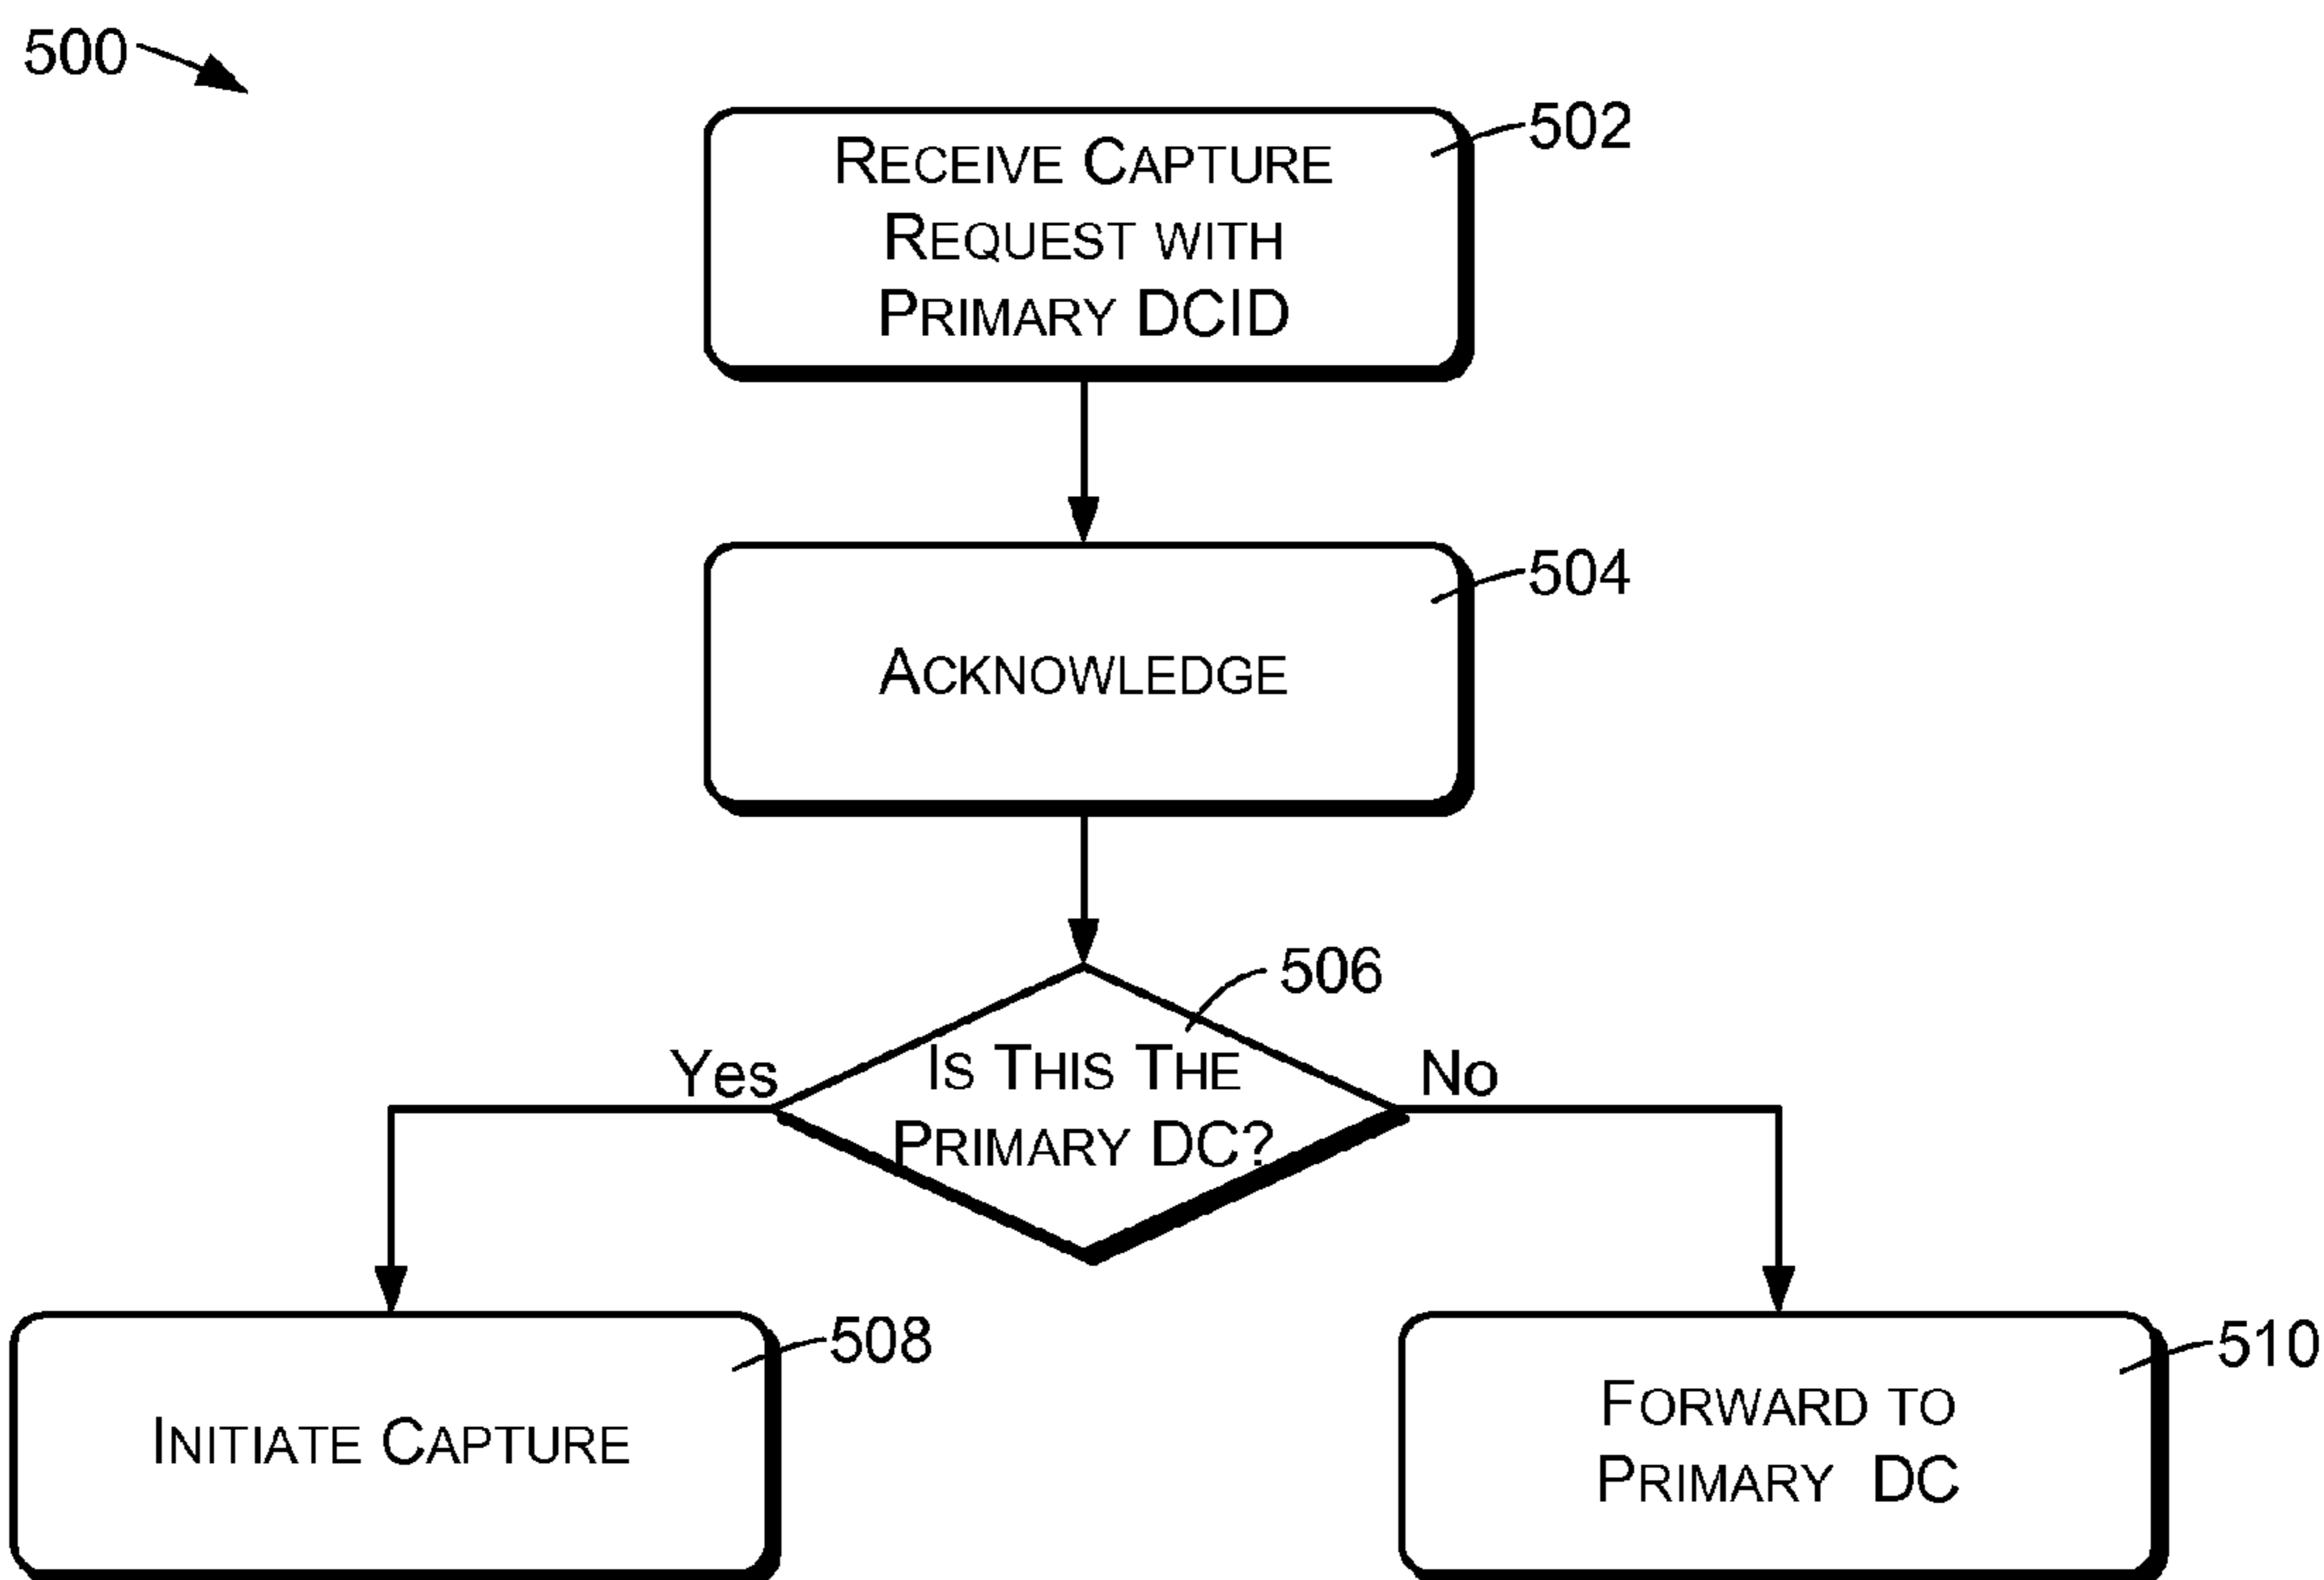 500
502
RECEIVE CAPTURE
REQUEST WITH
PRIMARY DCID
504
ACKNOWLEDGE
506
IS THIS THE
PRIMARY DC?
Yes
No
508
INITIATE CAPTURE
510
FORWARD TO
PRIMARY DC